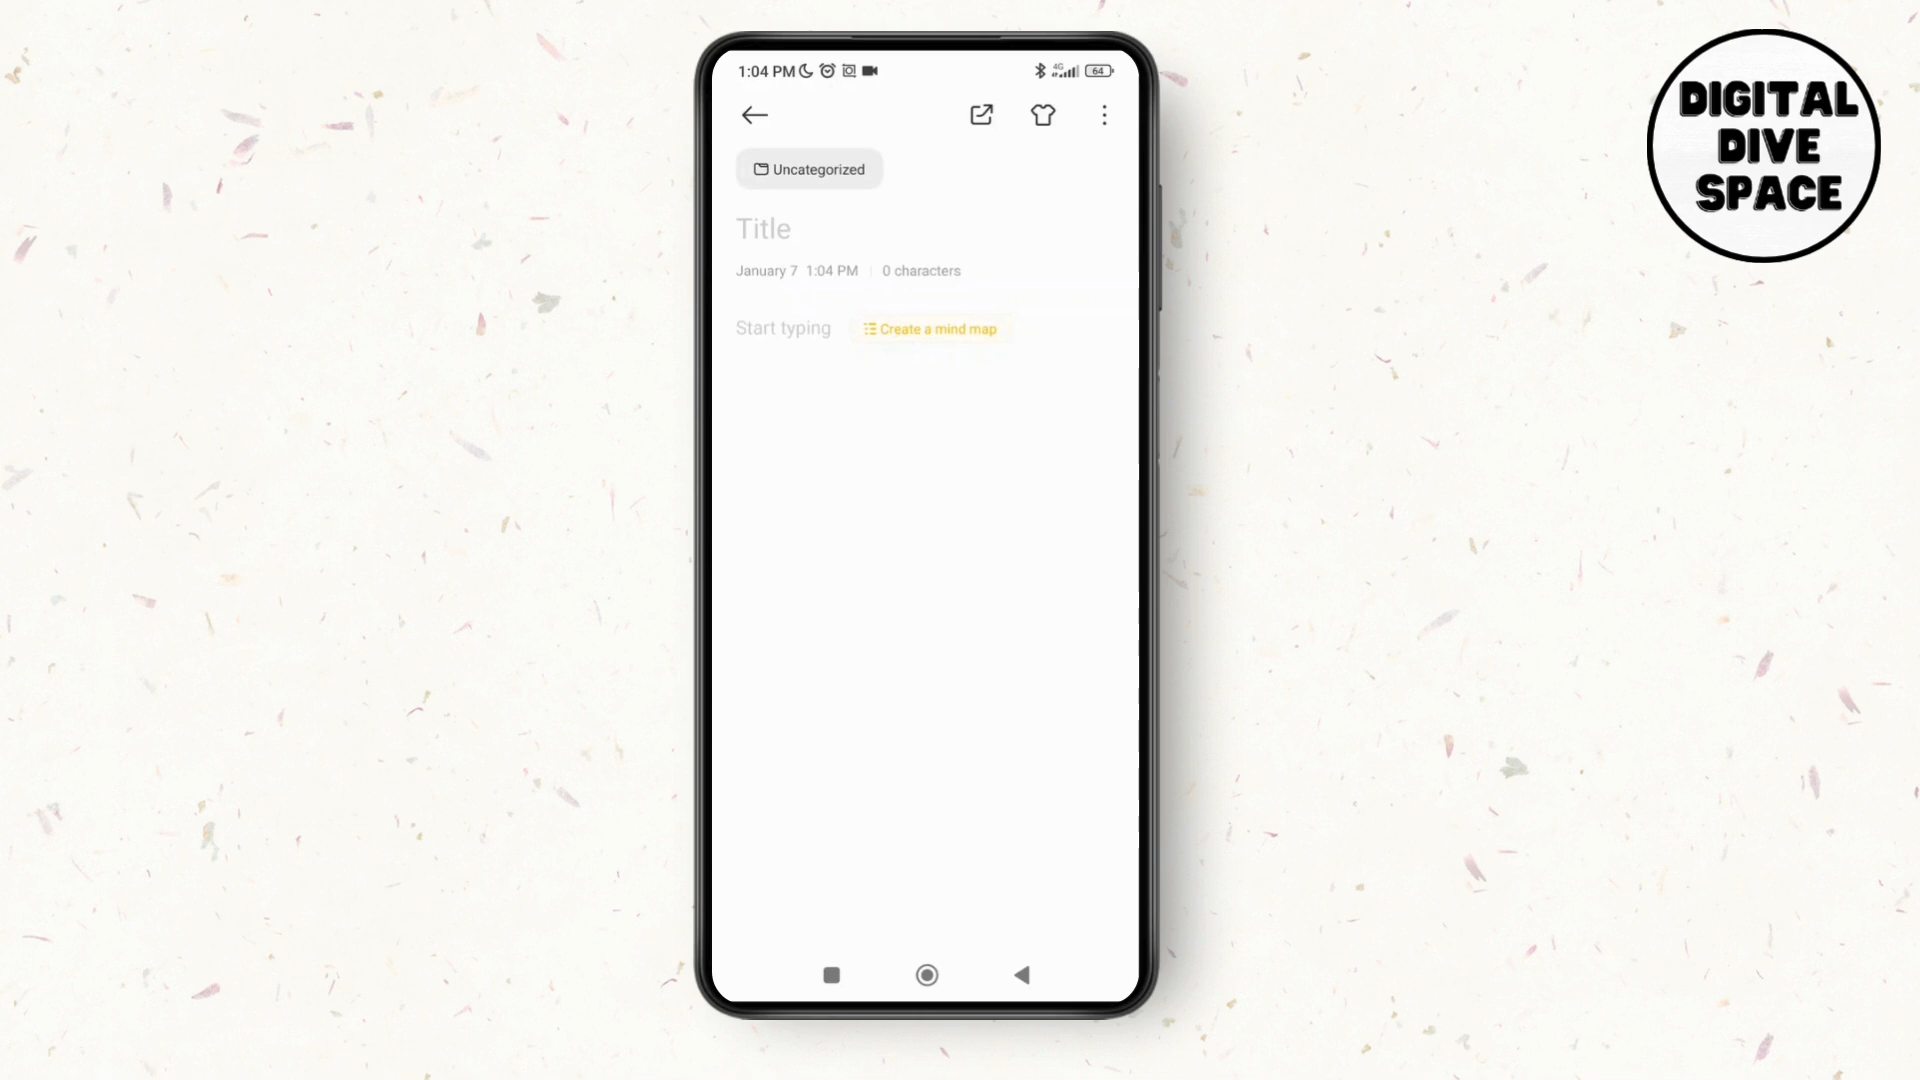 1:04 PM
4G
64
Uncategorized
Title
January 7 1:04 PM | 0 characters
Start typing
Create a mind map
DIGITAL
DIVE
SPACE